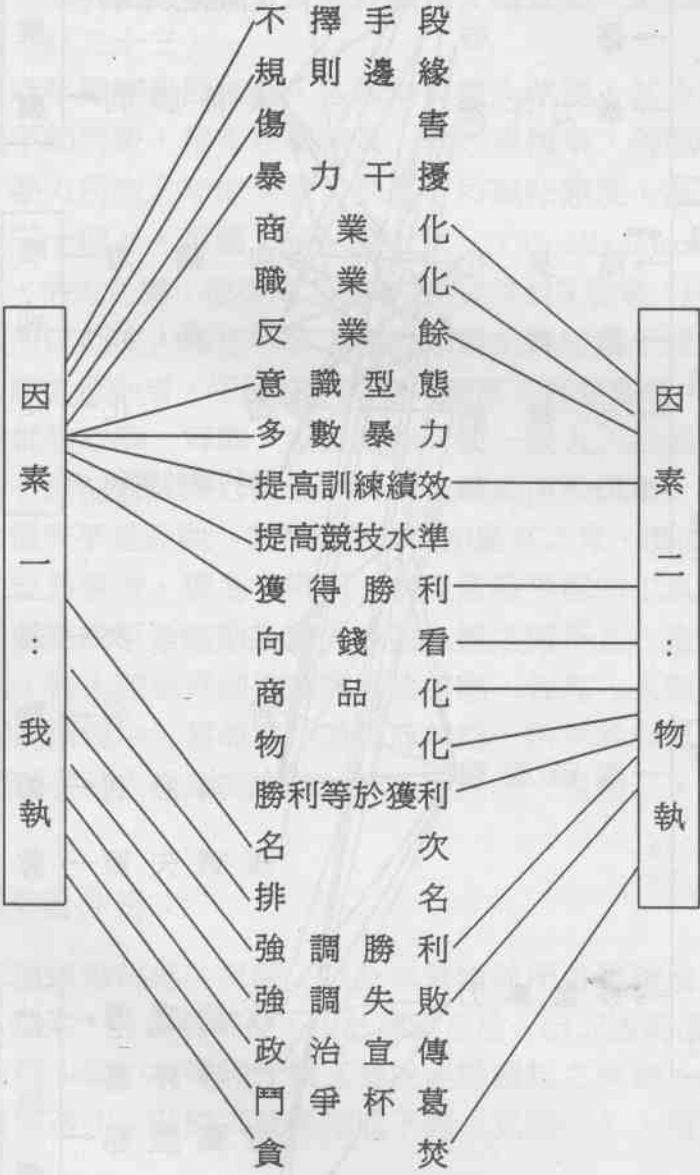 不擇手段
規則邊緣
傷害
暴力干擾
商業化
職業化
反業餘
意識型態
多數暴力
提高訓練績效
提高競技水準
獲得勝利
向錢看
商品化
物化
勝利等於獲利
名次
排名
強調勝利
強調失敗
政治宣傳
鬥爭杯葛
貪焚
因素一：我執
因素二：物執